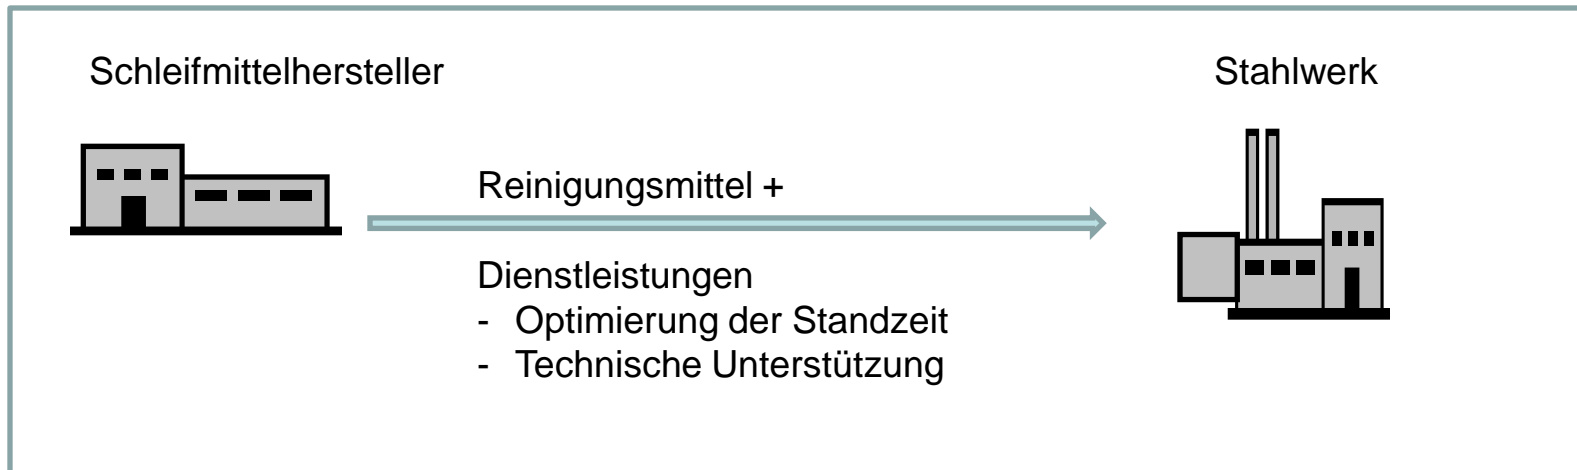 Schleifmittelhersteller
Stahlwerk
Reinigungsmittel +
Dienstleistungen
- Optimierung der Standzeit
- Technische Unterstützung